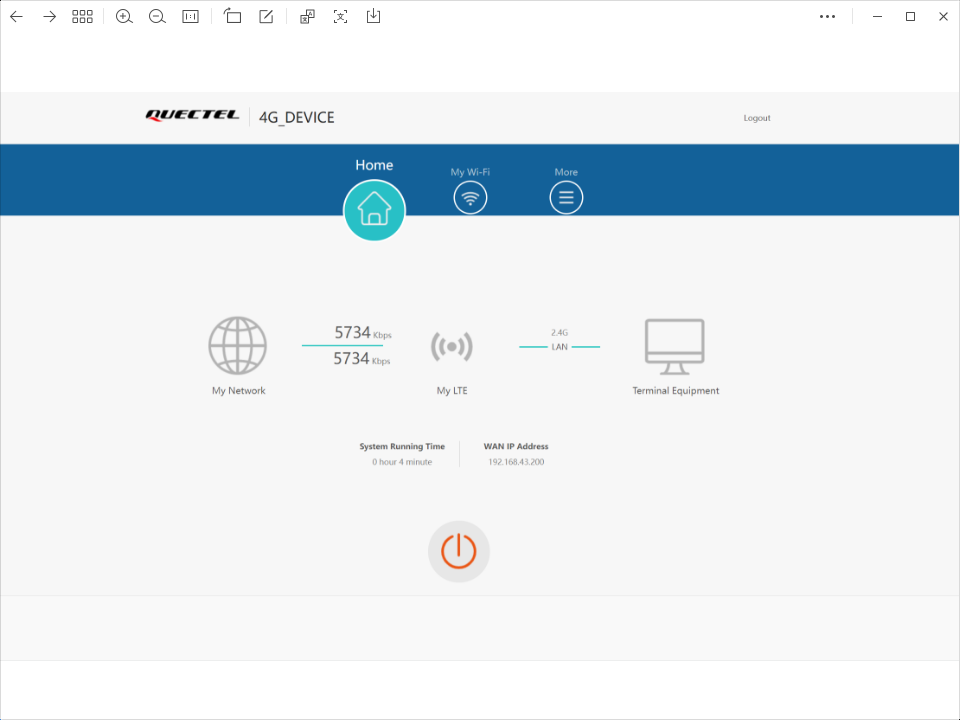 QUECTEL 4G_DEVICE
Logout
Home
My Wi-Fi
More
5734 Kbps
5734 Kbps
2.4G
LAN
My Network
My LTE
Terminal Equipment
System Running Time
0 hour 4 minute
WAN IP Address
192.168.43.200